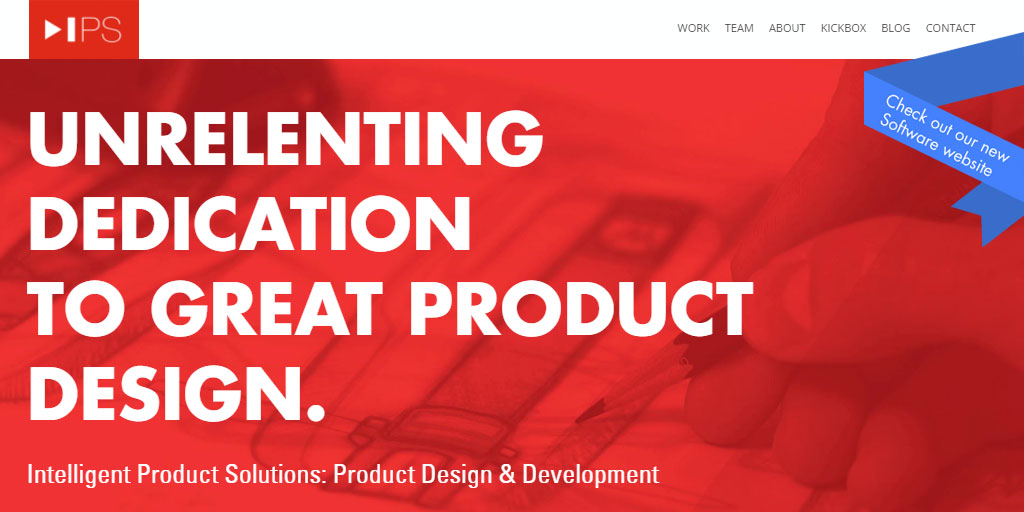 IPS
WORK TEAM ABOUT KICKBOX BLOG CONTACT
Check out our new
Software website
UNRELENTING
DEDICATION
TO GREAT PRODUCT
DESIGN.
Intelligent Product Solutions: Product Design & Development